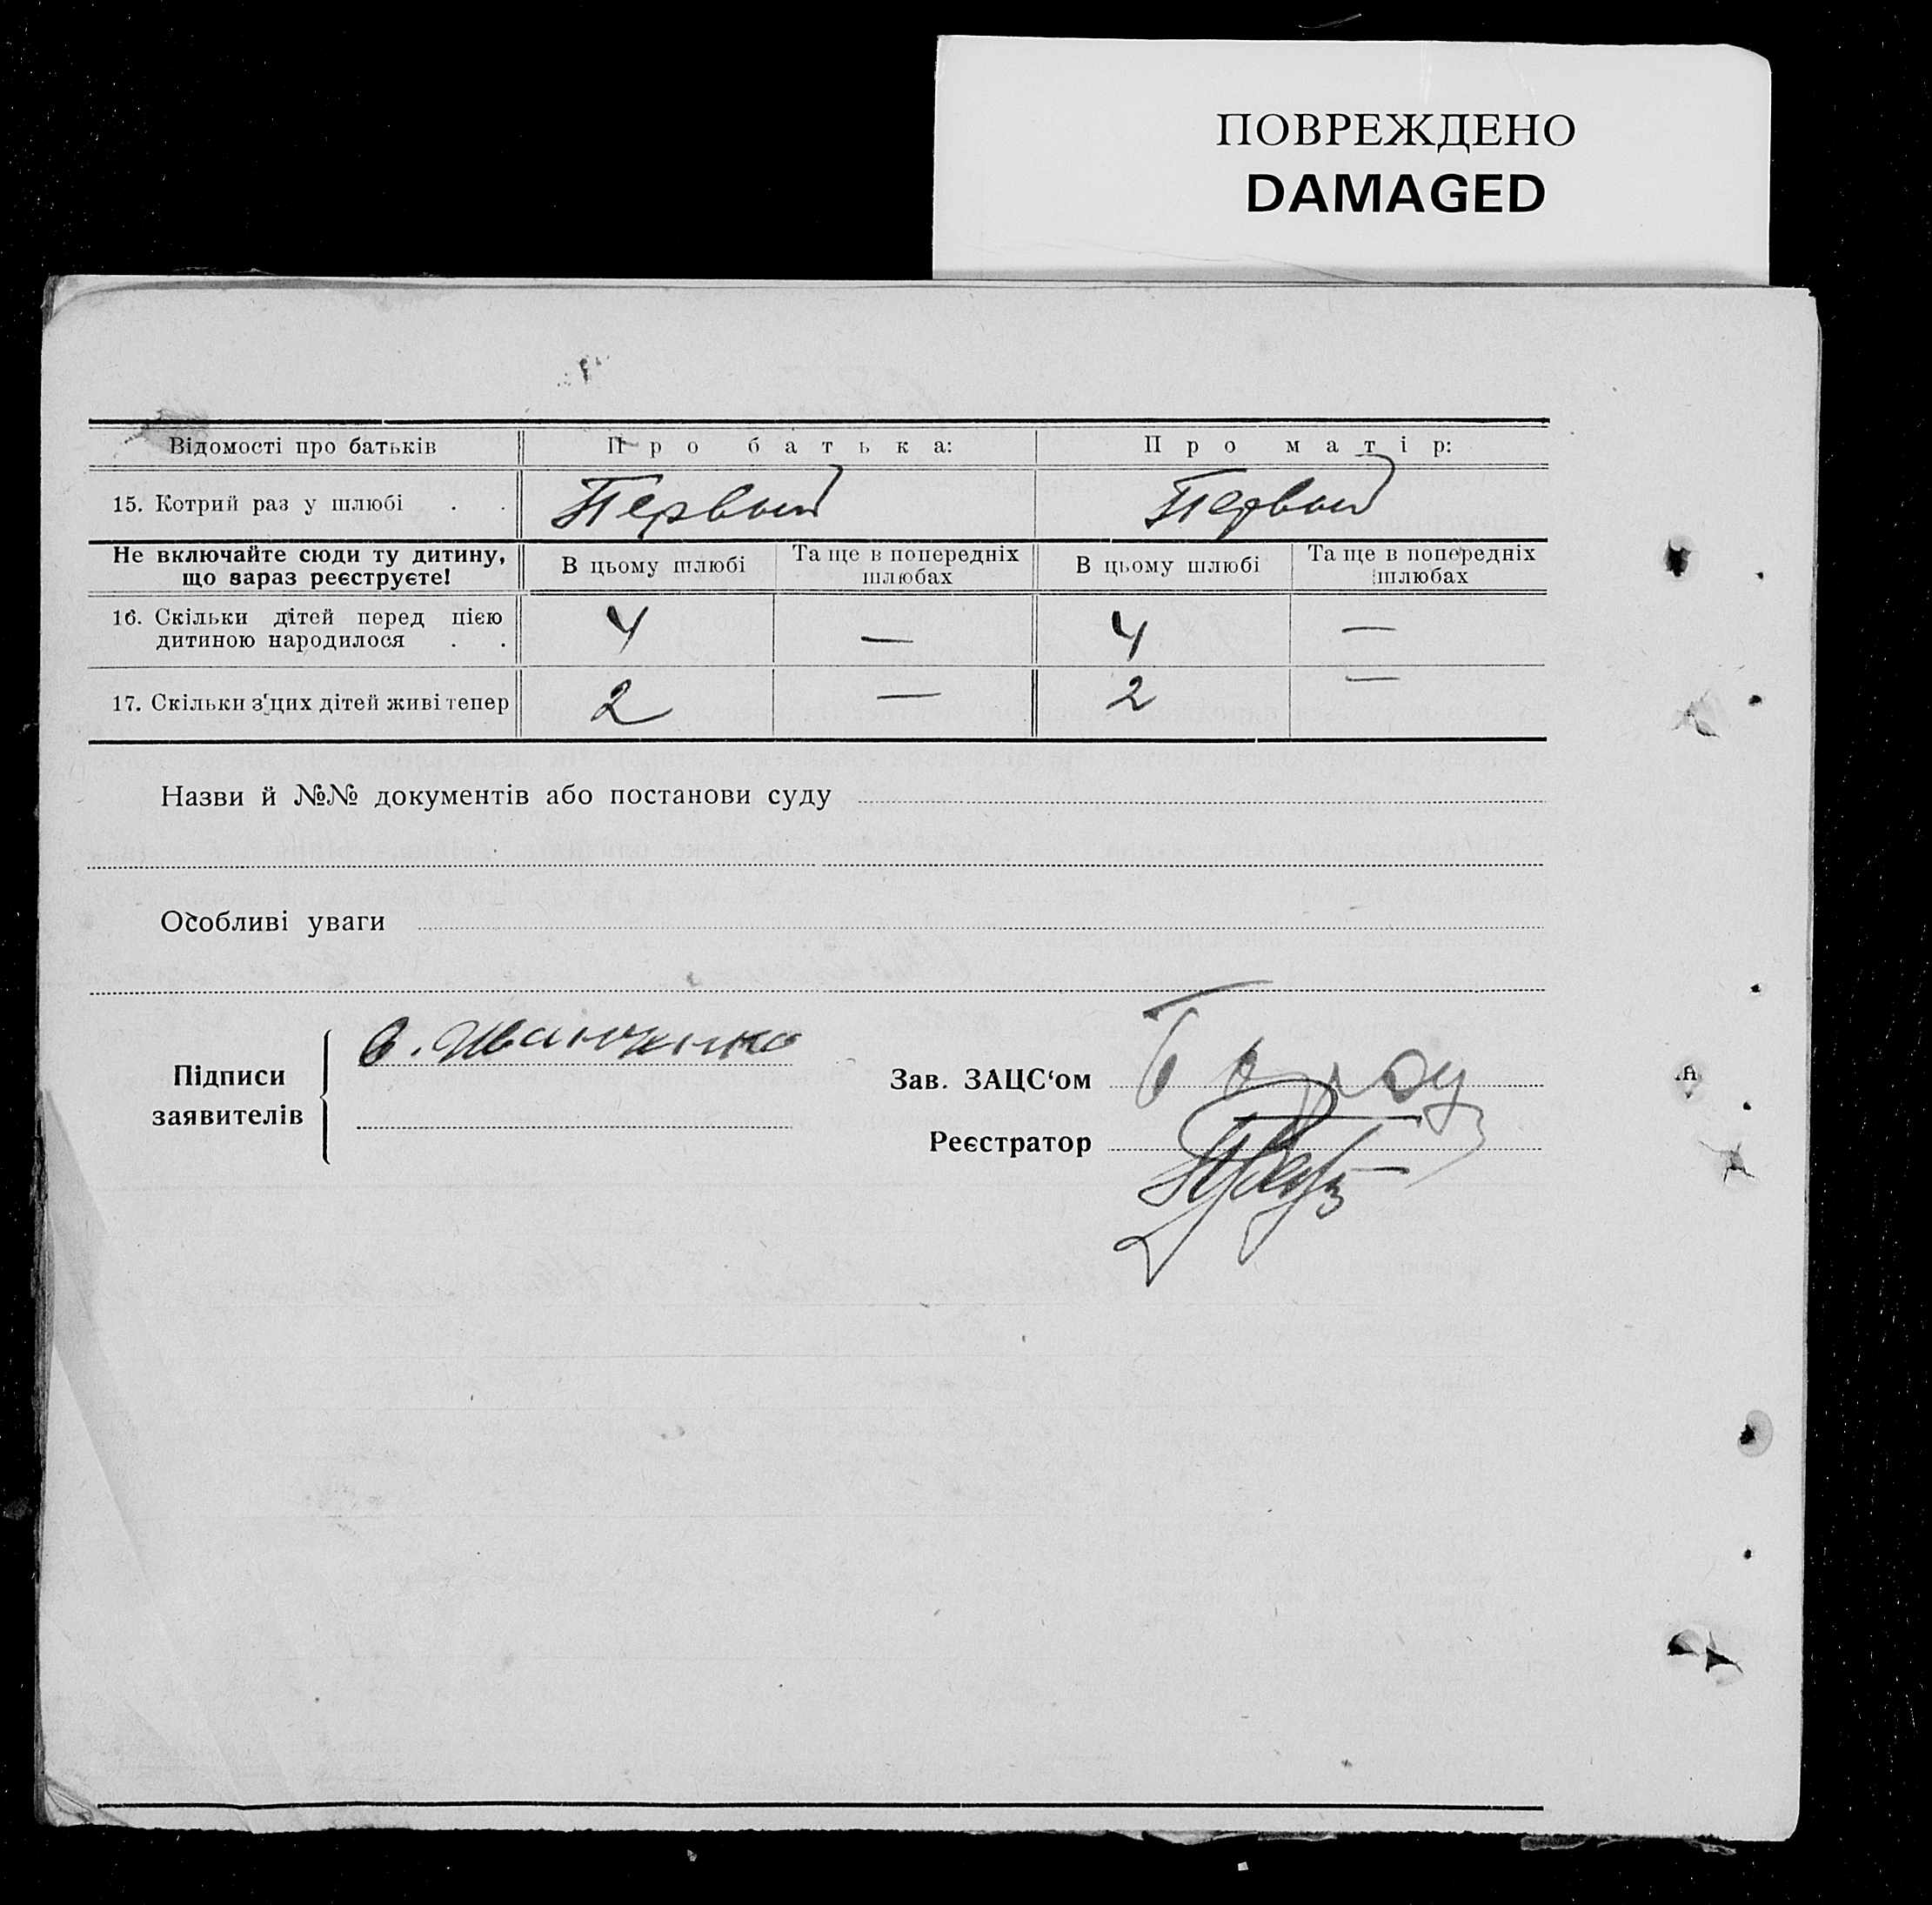 ПОВРЕЖДЕНО
DAMAGED
Відомості про батьків Про батька: Про матір:
15. Котрий раз у шлюбі . . Первый Первый
Не включайте сюди ту дитину, що зараз реєструєте! В цьому шлюбі Та ще в попередніх шлюбах В цьому шлюбі Та ще в попередніх шлюбах
16. Скільки дітей перед цією
дитиною народилося . . 4 — 4 —
17. Скільки з цих дітей живі тепер 2 — 2 —
Назви й №№ документів або постанови суду
Особливі уваги
Підписи
заявителів
Зав. ЗАЦС‘ом
Реєстратор